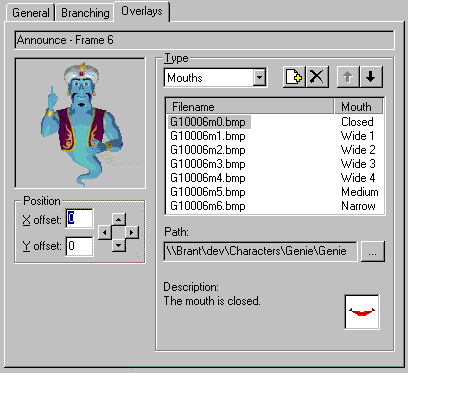 General Branching Overlays
Announce - Frame 6
Type
Mouths
Filename Mouth
G10006m0.bmp Closed
G10006m1.bmp Wide 1
G10006m2.bmp Wide 2
G10006m3.bmp Wide 3
G10006m4.bmp Wide 4
G10006m5.bmp Medium
G10006m6.bmp Narrow
Position
X offset: 0
Y offset: 0
Path:
\\Brant\dev\Characters\Genie\Genie ...
Description:
The mouth is closed.